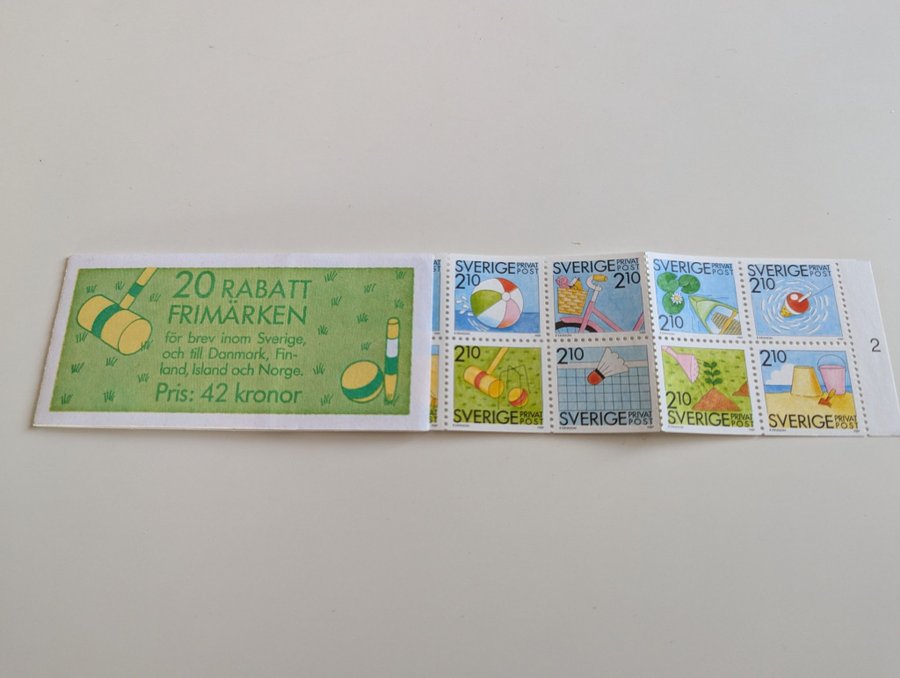 20 RABATT
FRIMÄRKEN
för brev inom Sverige,
och till Danmark, Fin-
land, Island och Norge.
Pris: 42 kronor
SVERIGE PRIVAT POST
2.10
SVERIGE PRIVAT POST
2.10
SVERIGE PRIVAT POST
2.10
SVERIGE PRIVAT POST
2.10
2.10
SVERIGE PRIVAT POST
2.10
SVERIGE PRIVAT POST
2.10
SVERIGE PRIVAT POST
2.10
SVERIGE PRIVAT POST
2